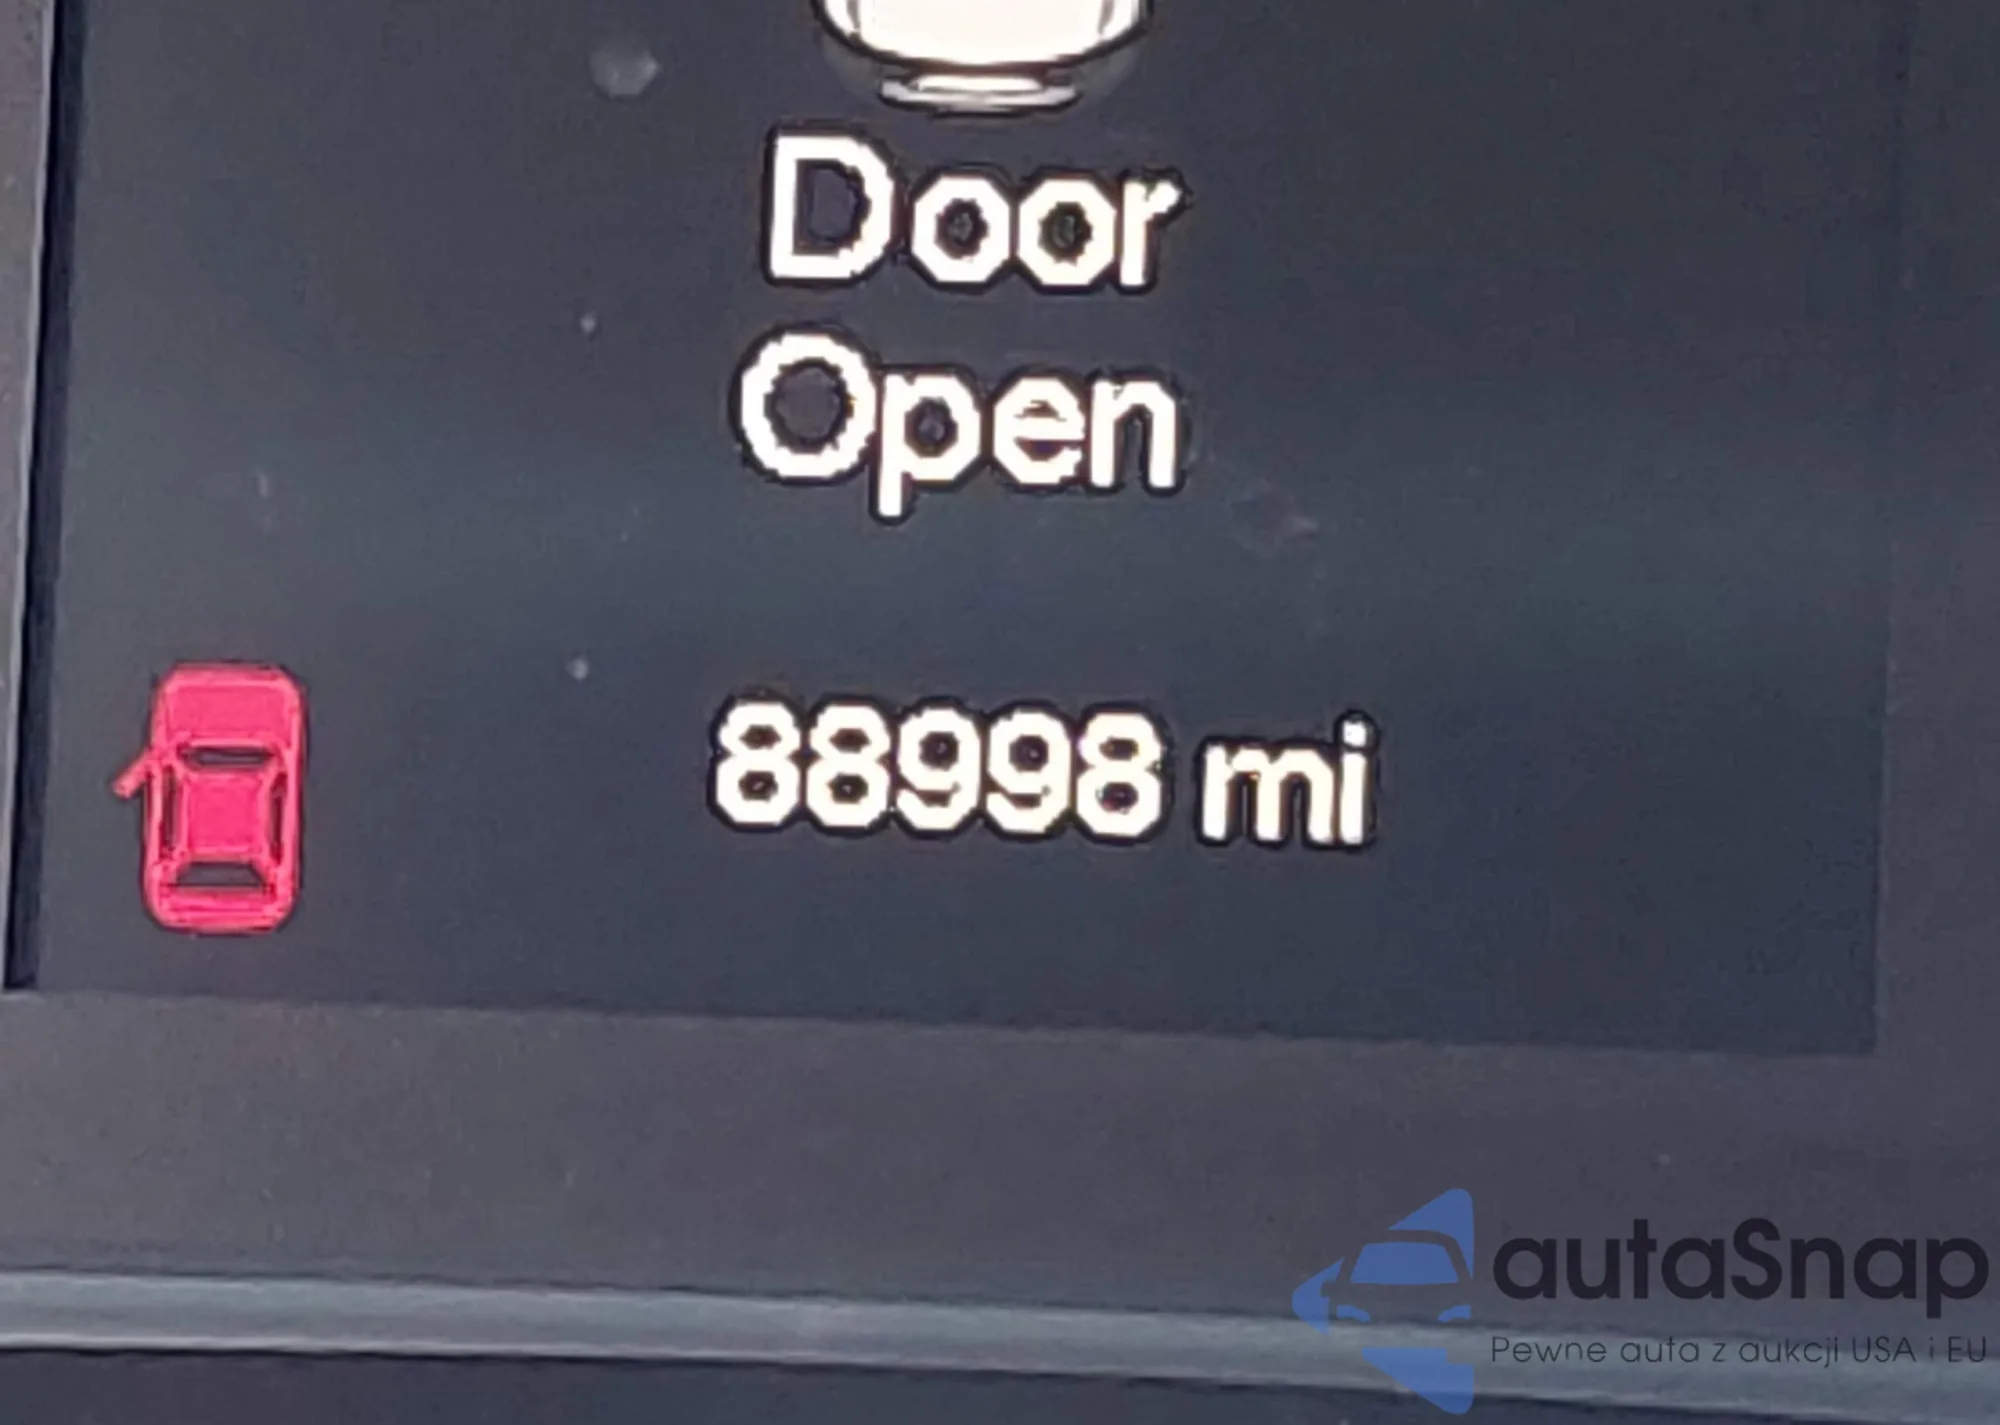 Door
Open
88998 mi
autaSnap
Pewne auta z aukcji USA i EU